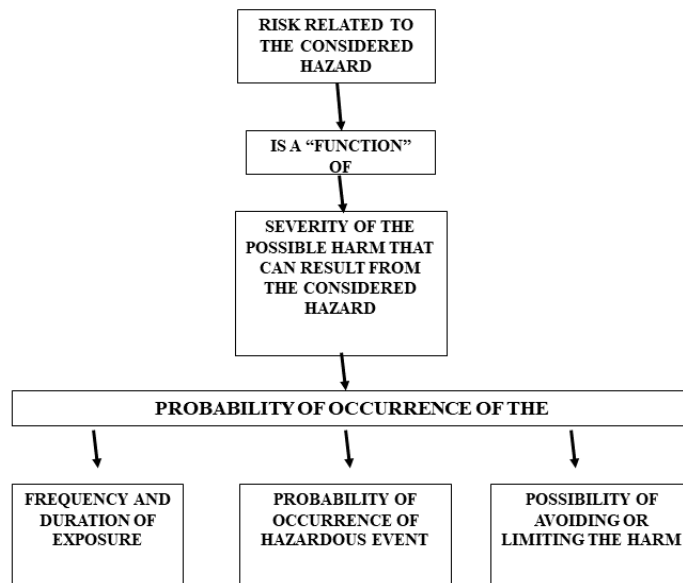 RISK RELATED TO
THE CONSIDERED
HAZARD
IS A “FUNCTION”
OF
SEVERITY OF THE
POSSIBLE HARM THAT
CAN RESULT FROM
THE CONSIDERED
HAZARD
PROBABILITY OF OCCURRENCE OF THE
FREQUENCY AND
DURATION OF
EXPOSURE
PROBABILITY OF
OCCURRENCE OF
HAZARDOUS EVENT
POSSIBILITY OF
AVOIDING OR
LIMITING THE HARM